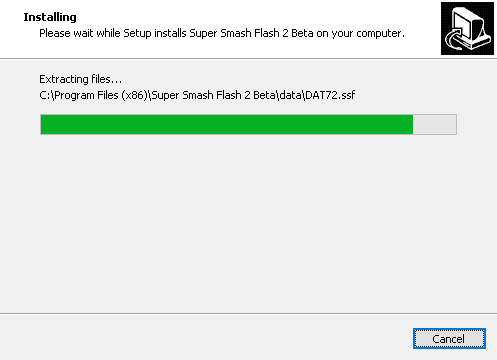 Installing
Please wait while Setup installs Super Smash Flash 2 Beta on your computer.
Extracting files...
C:\Program Files (x86)\Super Smash Flash 2 Beta\data\DAT72.ssf
Cancel